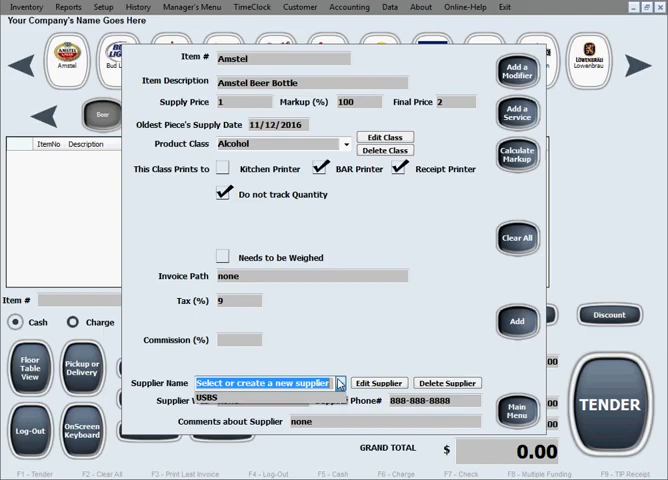 Inventory Reports Setup History Manager's Menu TimeClock Customer Accounting Data About Online-Help Exit
Your Company's Name Goes Here
Amstel
Bud L
LÖWENBRÄU
Lowenbrau
Beer
ItemNo Description
Item # Amstel
Item Description Amstel Beer Bottle
Supply Price 1 Markup (%) 100 Final Price 2
Oldest Piece's Supply Date 11/12/2016
Product Class Alcohol
Edit Class
Delete Class
This Class Prints to Kitchen Printer BAR Printer Receipt Printer
Do not track Quantity
Needs to be Weighed
Invoice Path none
Tax (%) 9
Commission (%)
Supplier Name Select or create a new supplier Edit Supplier Delete Supplier
USBS
Supplier W Phone# 888-888-8888
Comments about Supplier none
Add a Modifier
Add a Service
Calculate Markup
Clear All
Add
Main Menu
Item #
Cash Charge
Floor Table View
Pickup or Delivery
Log-Out
OnScreen Keyboard
Discount
00
00
TENDER
GRAND TOTAL $ 0.00
F1 - Tender F2 - Clear All F3 - Print Last Invoice F4 - Log-Out F5 - Cash F6 - Charge F7 - Check F8 - Multiple Funding F9 - TIP Receipt